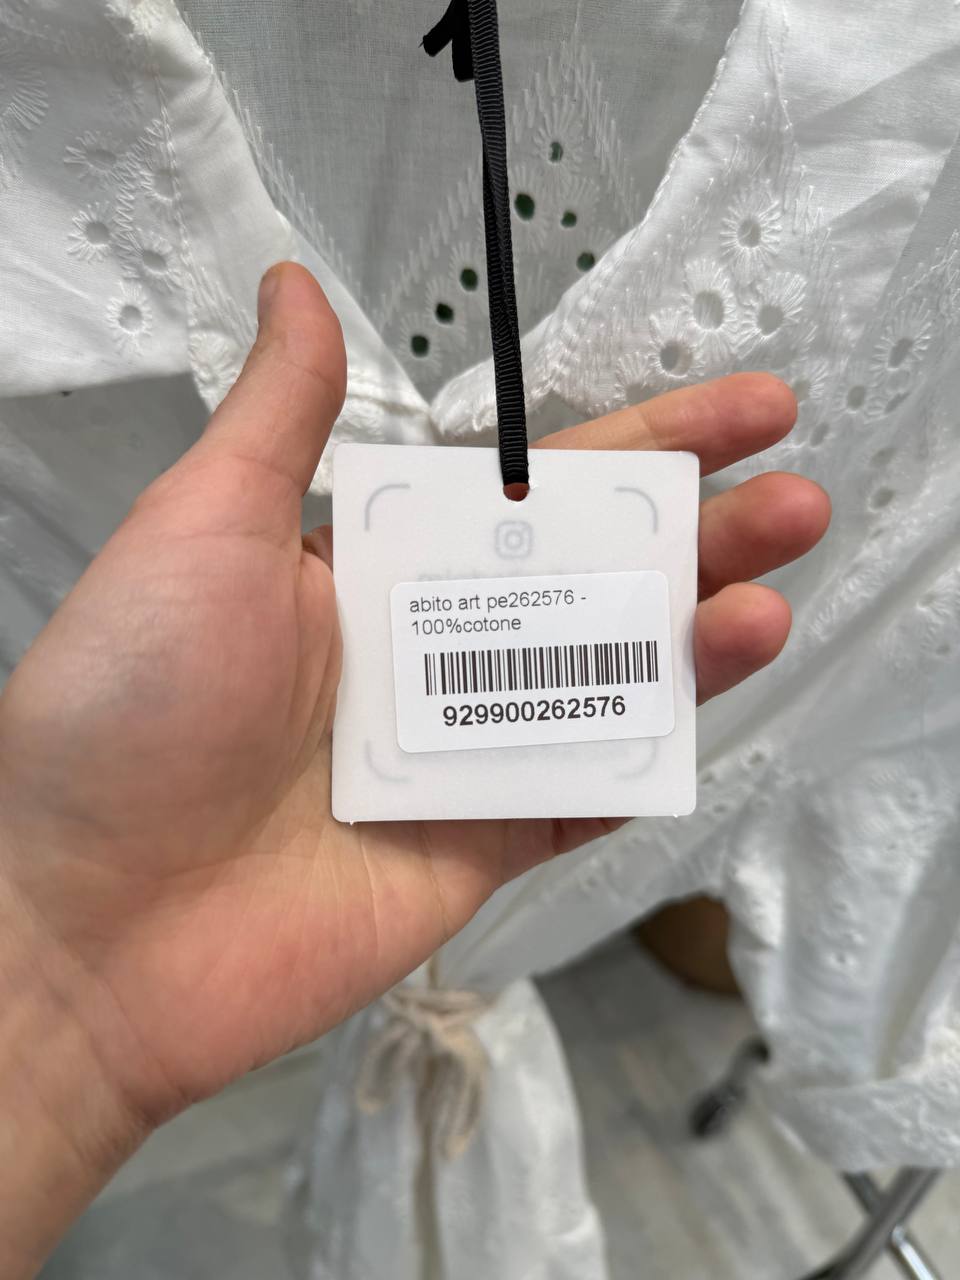 abito art pe262576 -
100%cotone
929900262576